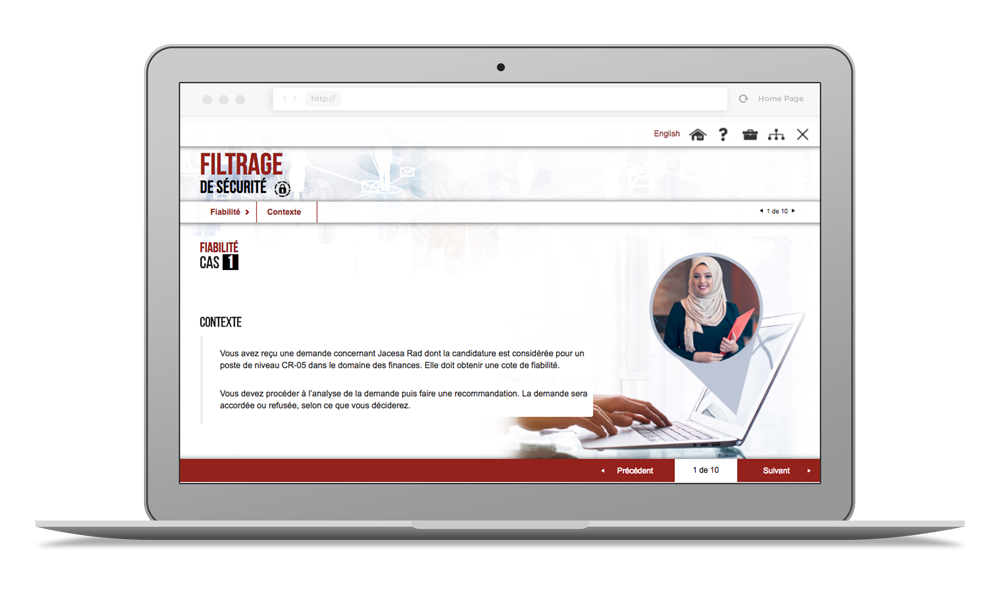 http://
Home Page
English
FILTRAGE
DE SÉCURITÉ
Fiabilité
Contexte
1 de 10
FIABILITÉ
CAS 1
CONTEXTE
Vous avez reçu une demande concernant Jacesa Rad dont la candidature est considérée pour un
poste de niveau CR-05 dans le domaine des finances. Elle doit obtenir une cote de fiabilité.
Vous devez procéder à l'analyse de la demande puis faire une recommandation. La demande sera
accordée ou refusée, selon ce que vous déciderez.
Précédent
1 de 10
Suivant